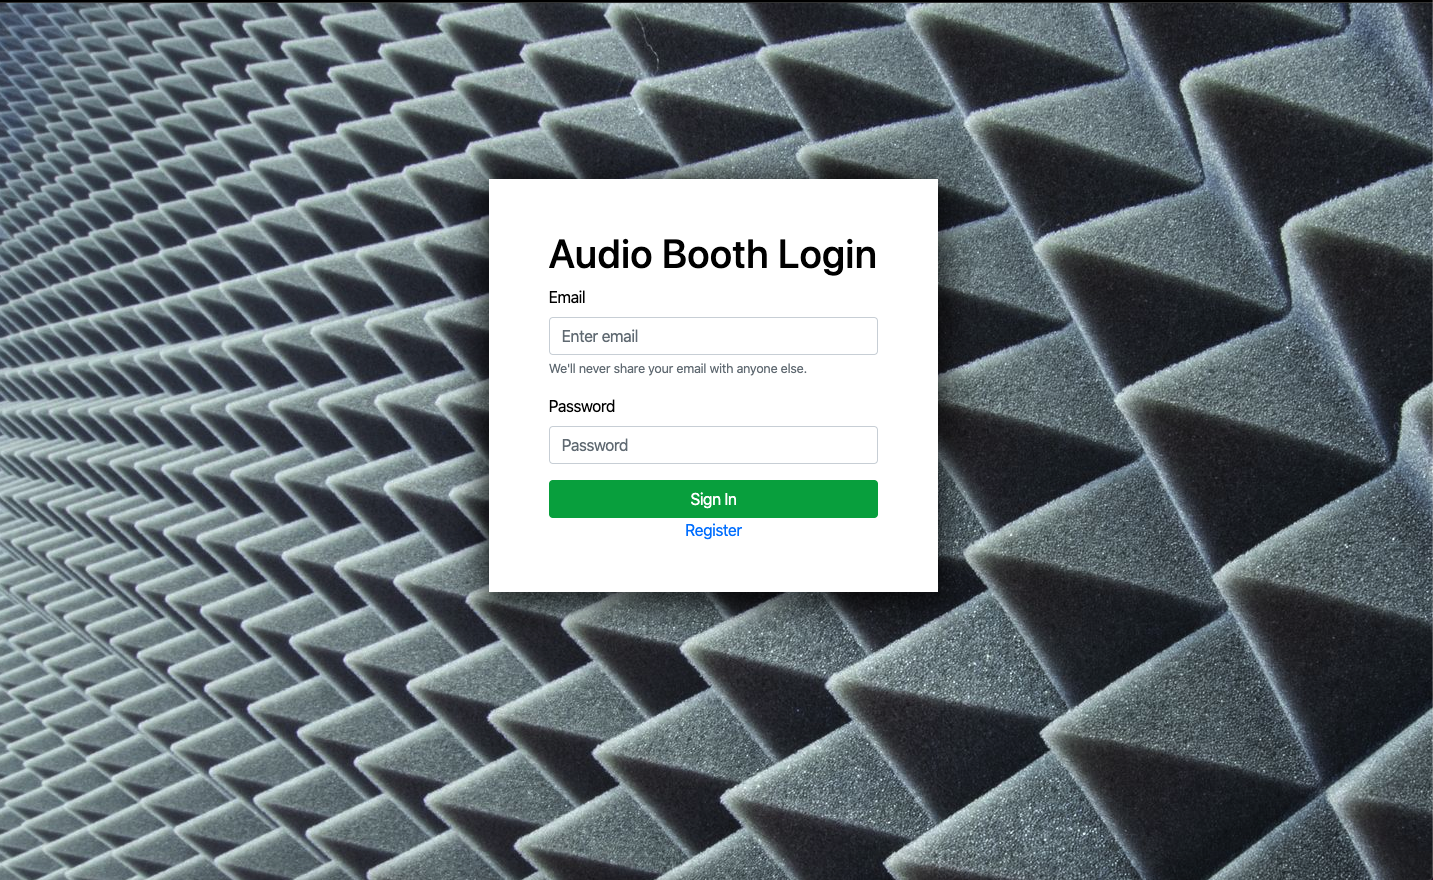 Audio Booth Login
Email
Enter email
We'll never share your email with anyone else.
Password
Password
Sign In
Register